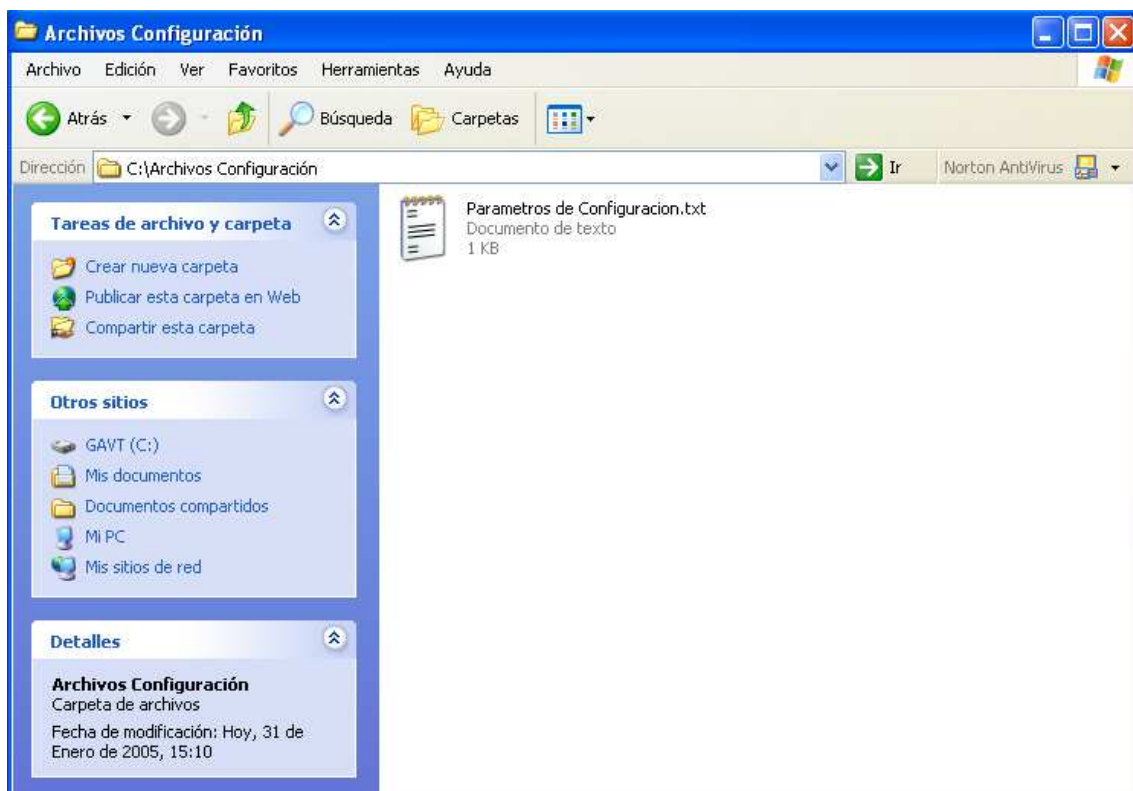 Archivos Configuración
Archivo Edición Ver Favoritos Herramientas Ayuda
Atrás Búsqueda Carpetas
Dirección C:\Archivos Configuración Ir Norton AntiVirus
Tareas de archivo y carpeta
Crear nueva carpeta
Publicar esta carpeta en Web
Compartir esta carpeta
Otros sitios
GAVT (C:)
Mis documentos
Documentos compartidos
Mi PC
Mis sitios de red
Detalles
Archivos Configuración
Carpeta de archivos
Fecha de modificación: Hoy, 31 de
Enero de 2005, 15:10
Parametros de Configuracion.txt
Documento de texto
1 KB